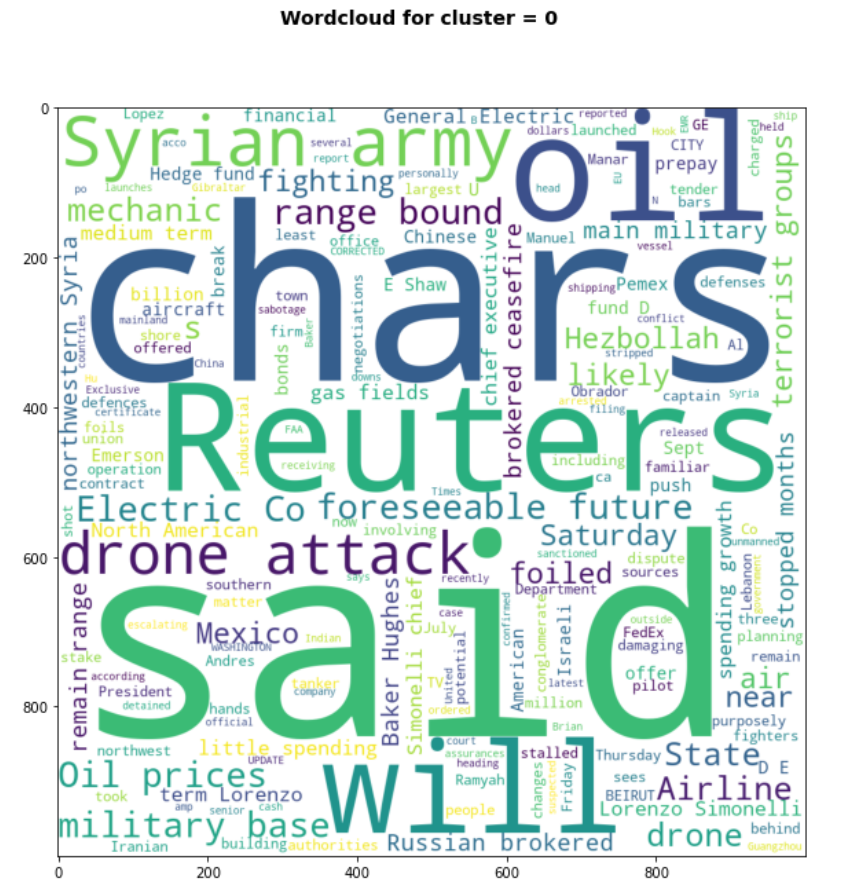 Wordcloud for cluster = 0
0
200
400
600
800
0
200
400
600
800
Lopez
financial
General
B
Electric
reported
EWR
GE
ship
held
Syrian army
acco
several
report
dollars
launched
Hook
CITY
charged
oil
Manar
prepay
Hedge fund
fighting
personally
largest
U
head
EU
tender
bars
N
po
launches
Gibraltar
mechanic
range bound
medium term
least
office
CORRECTED
Chinese
Manuel
main military
vessel
terrorist groups
northwestern Syria
break
chars
billion
aircraft
mainland
shore
s
offered
countries
China
town
sabotage
firm
Baker
bonds
negotiations
downs
E Shaw
chief executive
brokered ceasefire
shipping
Pemex
defenses
fund D
conflict
Hezbollah
Al
stripped
likely
Hu
Exclusive
defences
certificate
foils
union
Emerson
operation
contract
gas fields
Obrador
arrested
filing
captain
Syria
Reuters
industrial
FAA
receiving
including
ca
released
Sept
familiar
push
Times
stopped months
shot
Electric Co
foreseeable future
North American
now
involving
Saturday
Co
unmanned
drone attack
says
recently
sanctioned
dispute
foiled
sources
Department
spending growth
Lebanon
government
southern
matter
remain range
said
escalating
Mexico
Indian
WASHINGTON
Andres
stake
according
President
detained
hands
official
tanker
company
Baker Hughes
Simonelli chief
case
July
United
potential
TV
ordered
confirmed
American
conglomerate
Israeli
latest
million
Brian
outside
FedEx
damaging
offer
pilot
three
planning
remain
air
near
purposely
fighters
northwest
little spending
UPDATE
court
assurances
heading
stalled
Thursday
State
D E
Oil prices
will
Ramyah
changes
suspected
Friday
sees
BEIRUT
Airline
took
term Lorenzo
amp
senior
cash
people
Lorenzo Simonelli
military base
Iranian
building
authorities
Russian brokered
drone
behind
Guangzhou